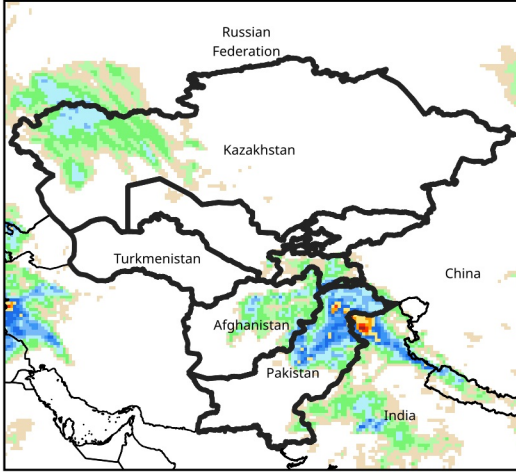 Russian
Federation
Kazakhstan
Turkmenistan
China
Afghanistan
Pakistan
India